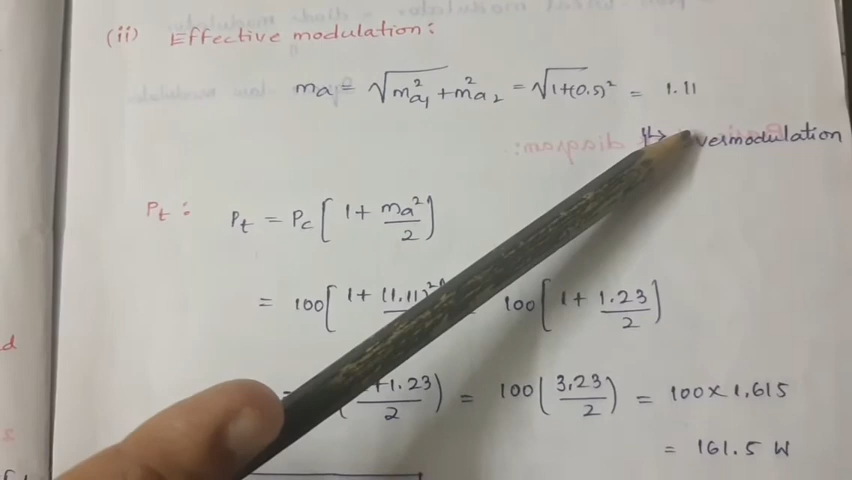 (ii) Effective modulation:
ma = √(ma₁² + m²a₂) = √(1+(0.5)²) = 1.11
↳ overmodulation
Pt : Pt = Pc [ 1 + ma²/2 ]
= 100 [ 1 + (1.11)² 100 [ 1 + 1.23/2 ]
= ( +1.23/2 ) = 100 ( 3.23/2 ) = 100 × 1.615
= 161.5 W
d